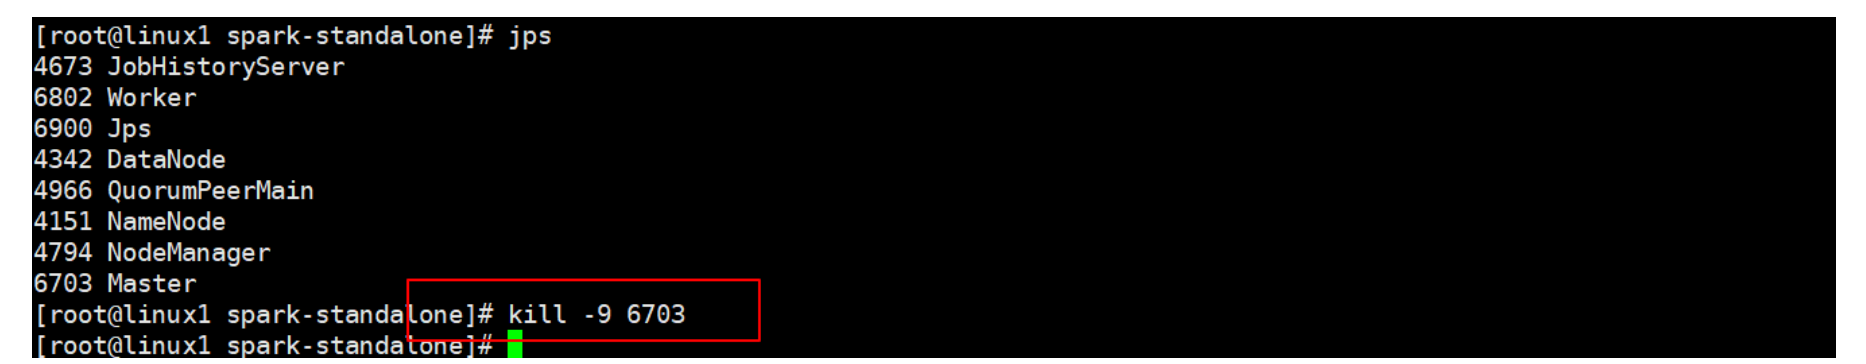 [root@linux1 spark-standalone]# jps
4673 JobHistoryServer
6802 Worker
6900 Jps
4342 DataNode
4966 QuorumPeerMain
4151 NameNode
4794 NodeManager
6703 Master
[root@linux1 spark-standalone]# kill -9 6703
[root@linux1 spark-standalone]#